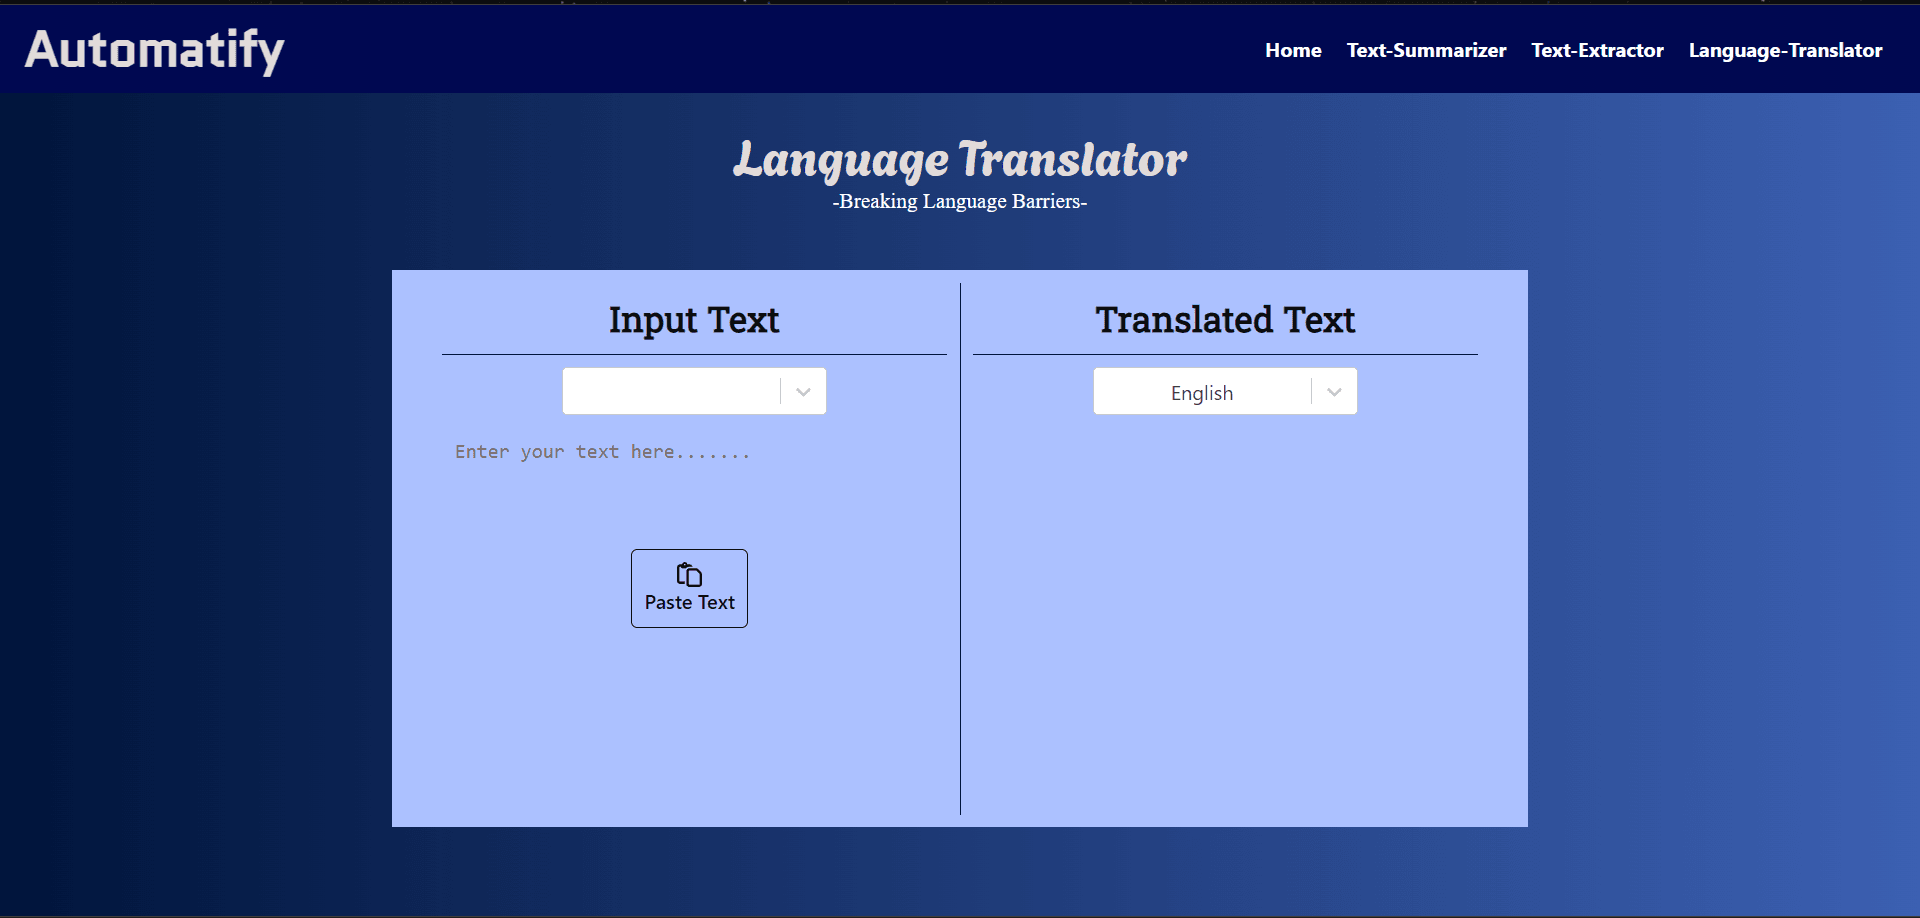 Automatify
Home Text-Summarizer Text-Extractor Language-Translator
Language Translator
-Breaking Language Barriers-
Input Text
Enter your text here.......
Paste Text
Translated Text
English